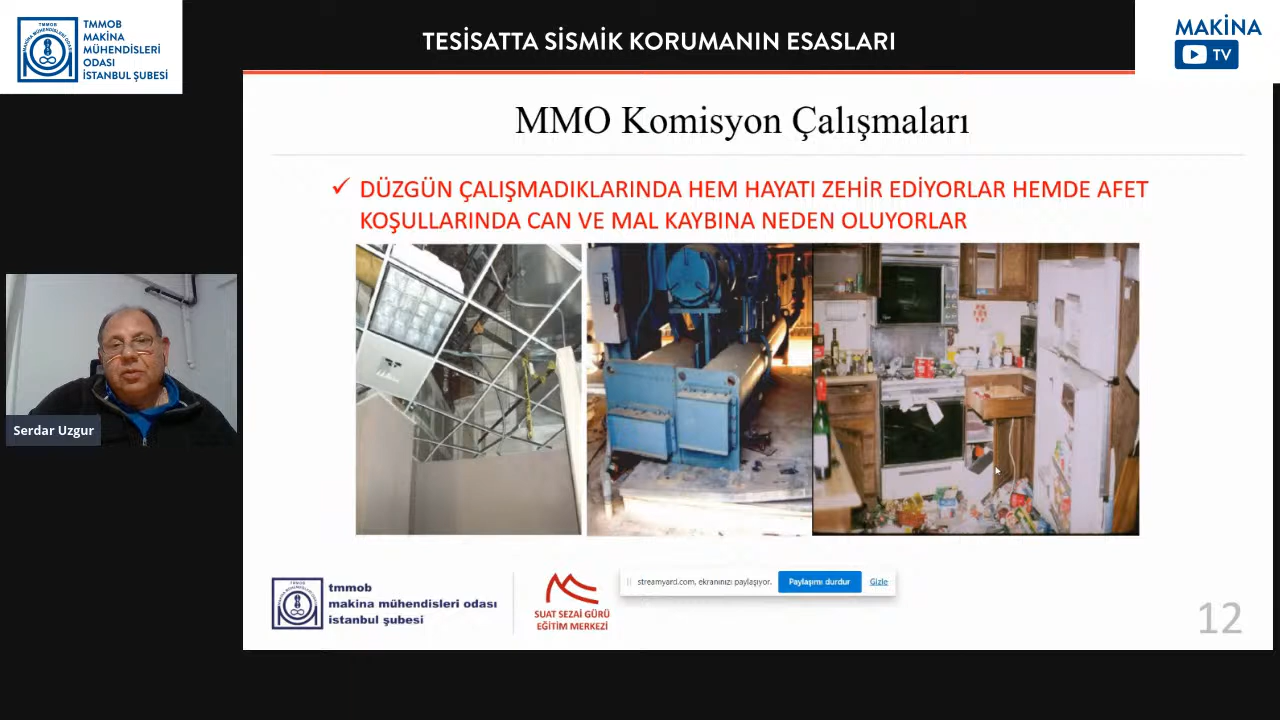 TMMOB
MAKİNA
MÜHENDİSLERİ
ODASI
İSTANBUL ŞUBESİ
TESİSATTA SİSMİK KORUMANIN ESASLARI
MAKİNA
TV
MMO Komisyon Çalışmaları
✓ DÜZGÜN ÇALIŞMADIKLARINDA HEM HAYATI ZEHİR EDİYORLAR HEMDE AFET
KOŞULLARINDA CAN VE MAL KAYBINA NEDEN OLUYORLAR
Serdar Uzgur
tmmob
makina mühendisleri odası
istanbul şubesi
SUAT SEZAİ GÜRÜ
EĞİTİM MERKEZİ
streamyard.com, ekranınızı paylaşıyor.
Paylaşımı durdur
Gizle
12